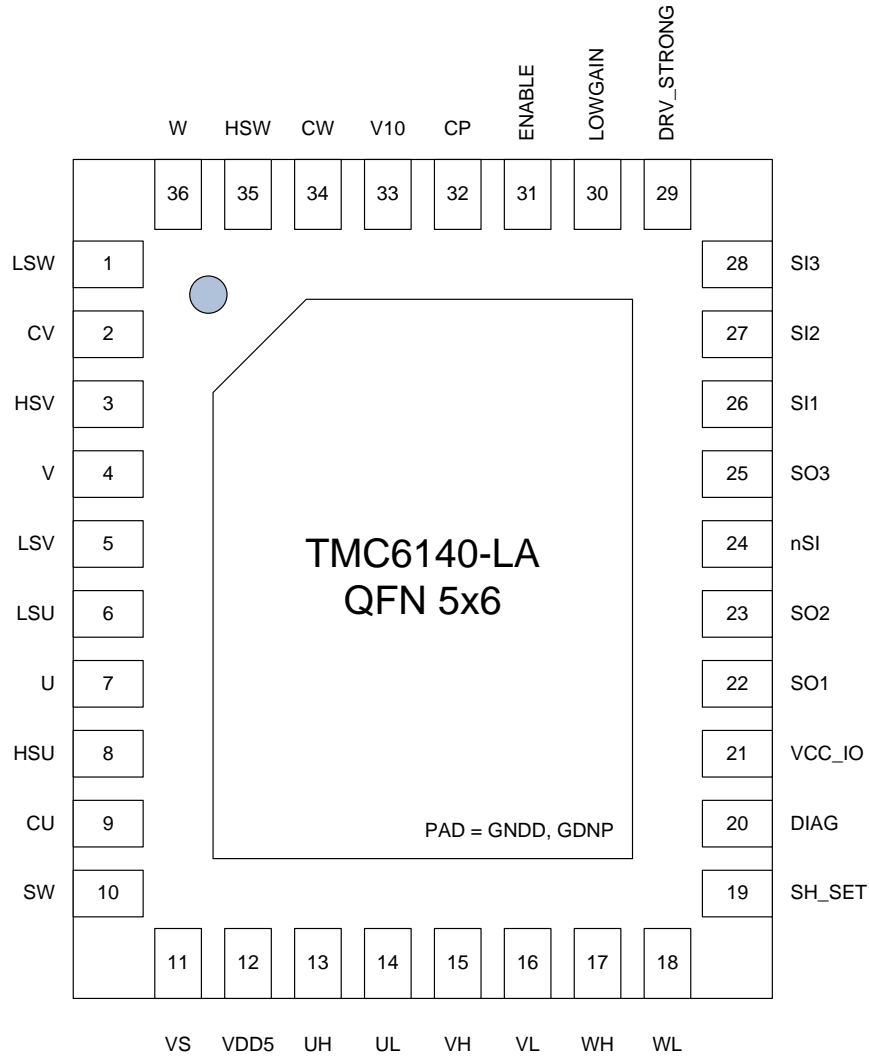 ENABLE
LOWGAIN
DRV_STRONG
W HSW CW V10 CP
36 35 34 33 32 31 30 29
LSW 1 28 SI3
CV 2 27 SI2
HSV 3 26 SI1
V 4 25 SO3
LSV 5 24 nSI
TMC6140-LA
QFN 5x6
LSU 6 23 SO2
U 7 22 SO1
HSU 8 21 VCC_IO
CU 9 20 DIAG
PAD = GNDD, GDNP
SW 10 19 SH_SET
11 12 13 14 15 16 17 18
VS VDD5 UH UL VH VL WH WL